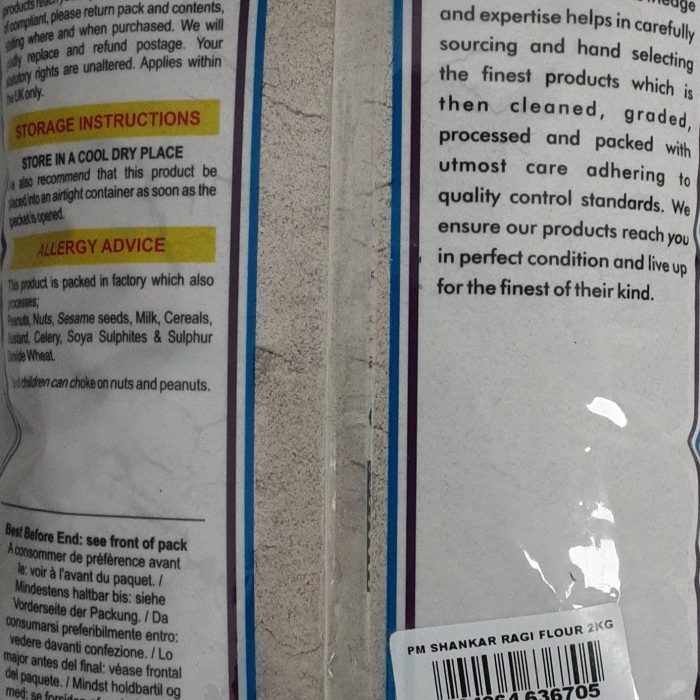 products
compliant, please return pack and contents,
where and when purchased. We will
replace and refund postage. Your
rights are unaltered. Applies within
the UK only.
STORAGE INSTRUCTIONS
STORE IN A COOL DRY PLACE
also recommend that this product be
into an airtight container as soon as the
is opened.
ALLERGY ADVICE
This product is packed in factory which also
processes;
Peanuts, Nuts, Sesame seeds, Milk, Cereals,
Mustard, Celery, Soya Sulphites & Sulphur
Wheat.
children can choke on nuts and peanuts.
Best Before End: see front of pack
A consommer de préfèrence avant
le: voir à l'avant du paquet. /
Mindestens haltbar bis: siehe
Vorderseite der Packung. / Da
consumarsi preferibilmente entro:
vedere davanti confezione. / Lo
major antes del final: véase frontal
del paquete. / Mindst holdbartil og
med: se
and expertise helps in carefully
sourcing and hand selecting
the finest products which is
then cleaned, graded,
processed and packed with
utmost care adhering to
quality control standards. We
ensure our products reach you
in perfect condition and live up
for the finest of their kind.
PM SHANKAR RAGI FLOUR 2KG
636705